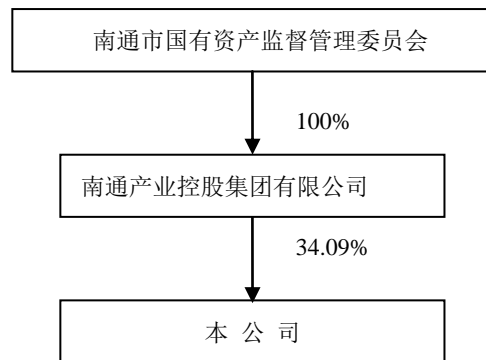 南通市国有资产监督管理委员会
100%
南通产业控股集团有限公司
34.09%
本 公 司